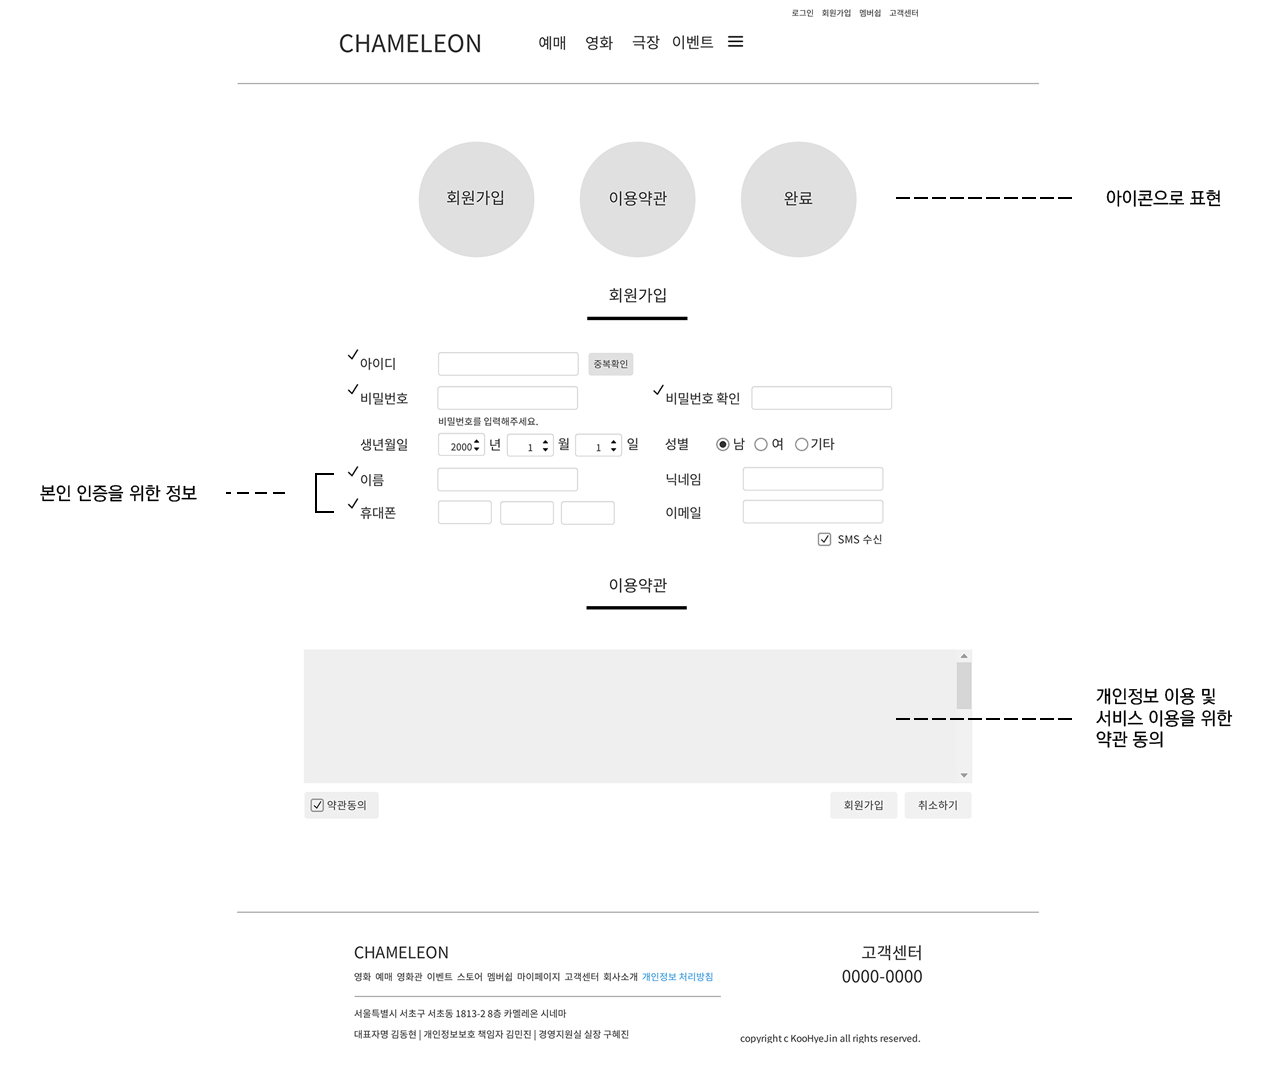 로그인 회원가입 멤버쉽 고객센터
CHAMELEON 예매 영화 극장 이벤트
회원가입 이용약관 완료
아이콘으로 표현
회원가입
아이디 중복확인
비밀번호 비밀번호 확인
비밀번호를 입력해주세요.
생년월일 2000 년 1 월 1 일 성별 남 여 기타
본인 인증을 위한 정보
이름 닉네임
휴대폰 이메일
SMS 수신
이용약관
개인정보 이용 및
서비스 이용을 위한
약관 동의
약관동의 회원가입 취소하기
CHAMELEON
영화 예매 영화관 이벤트 스토어 멤버쉽 마이페이지 고객센터 회사소개 개인정보 처리방침
서울특별시 서초구 서초동 1813-2 8층 카멜레온 시네마
대표자명 김동현 | 개인정보보호 책임자 김민진 | 경영지원실 실장 구혜진
고객센터
0000-0000
copyright c KooHyeJin all rights reserved.